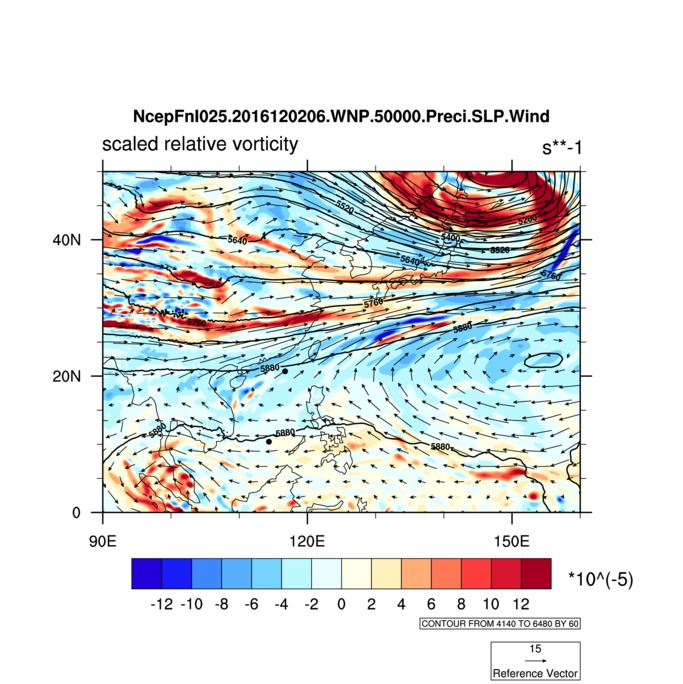 NcepFnl025.2016120206.WNP.50000.Preci.SLP.Wind
scaled relative vorticity s**-1
5520
5280
5640
5400
5640
5526
5760
5760
5760
5880
5880
5880
5880
5880
40N
20N
0
90E 120E 150E
-12 -10 -8 -6 -4 -2 0 2 4 6 8 10 12
*10^(-5)
CONTOUR FROM 4140 TO 6480 BY 60
15
Reference Vector